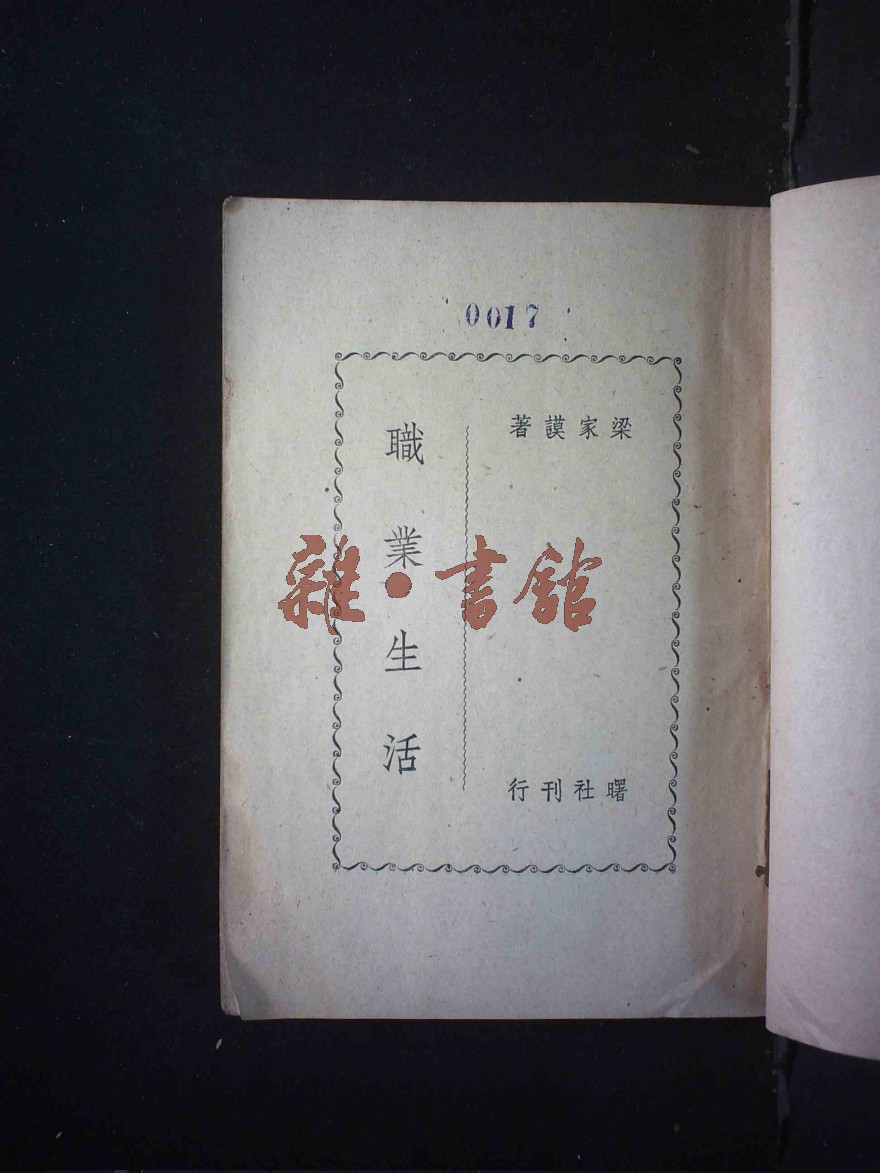 0017
梁家謨著
職業生活
雜·書館
曙社刊行